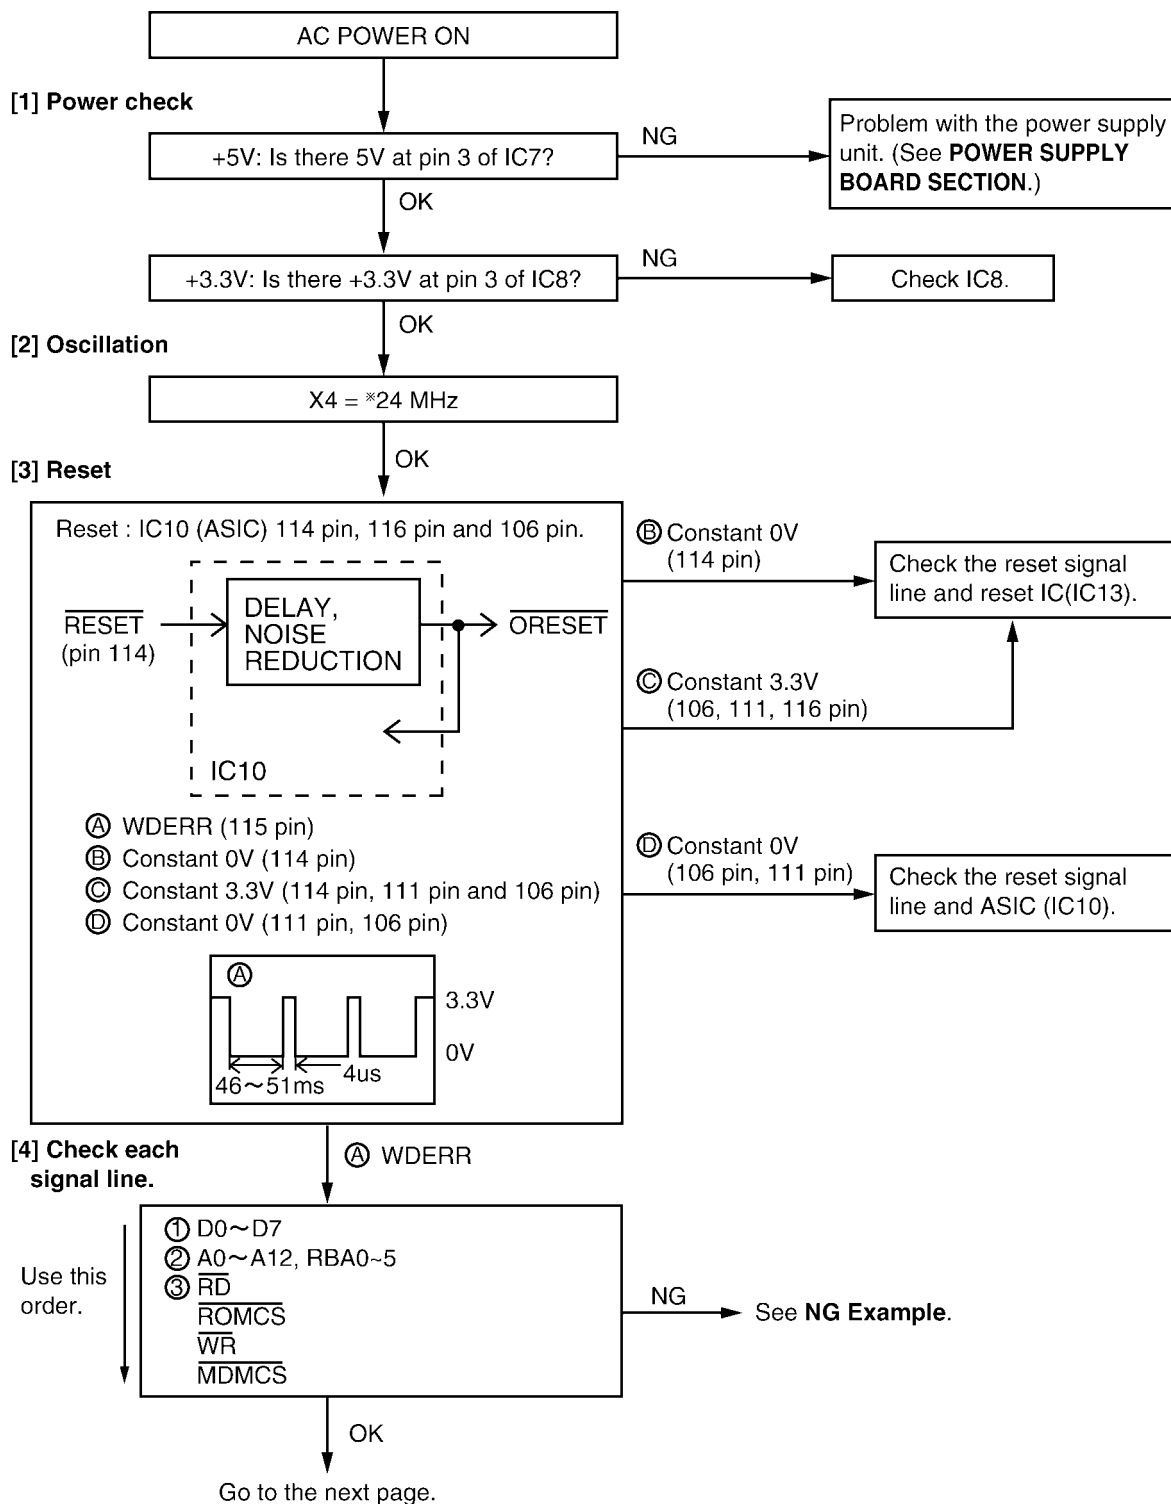 AC POWER ON
[1] Power check
+5V: Is there 5V at pin 3 of IC7?
NG
Problem with the power supply
unit. (See POWER SUPPLY
BOARD SECTION.)
OK
+3.3V: Is there +3.3V at pin 3 of IC8?
NG
Check IC8.
OK
[2] Oscillation
X4 = *24 MHz
OK
[3] Reset
Reset : IC10 (ASIC) 114 pin, 116 pin and 106 pin.
RESET
(pin 114)
DELAY,
NOISE
REDUCTION
ORESET
IC10
Ⓑ Constant 0V
(114 pin)
Check the reset signal
line and reset IC(IC13).
Ⓒ Constant 3.3V
(106, 111, 116 pin)
Ⓐ WDERR (115 pin)
Ⓑ Constant 0V (114 pin)
Ⓒ Constant 3.3V (114 pin, 111 pin and 106 pin)
Ⓓ Constant 0V (111 pin, 106 pin)
Ⓓ Constant 0V
(106 pin, 111 pin)
Check the reset signal
line and ASIC (IC10).
Ⓐ
3.3V
0V
46~51ms
4us
[4] Check each
signal line.
Ⓐ WDERR
Use this
order.
① D0~D7
② A0~A12, RBA0~5
③ RD
ROMCS
WR
MDMCS
NG
See NG Example.
OK
Go to the next page.